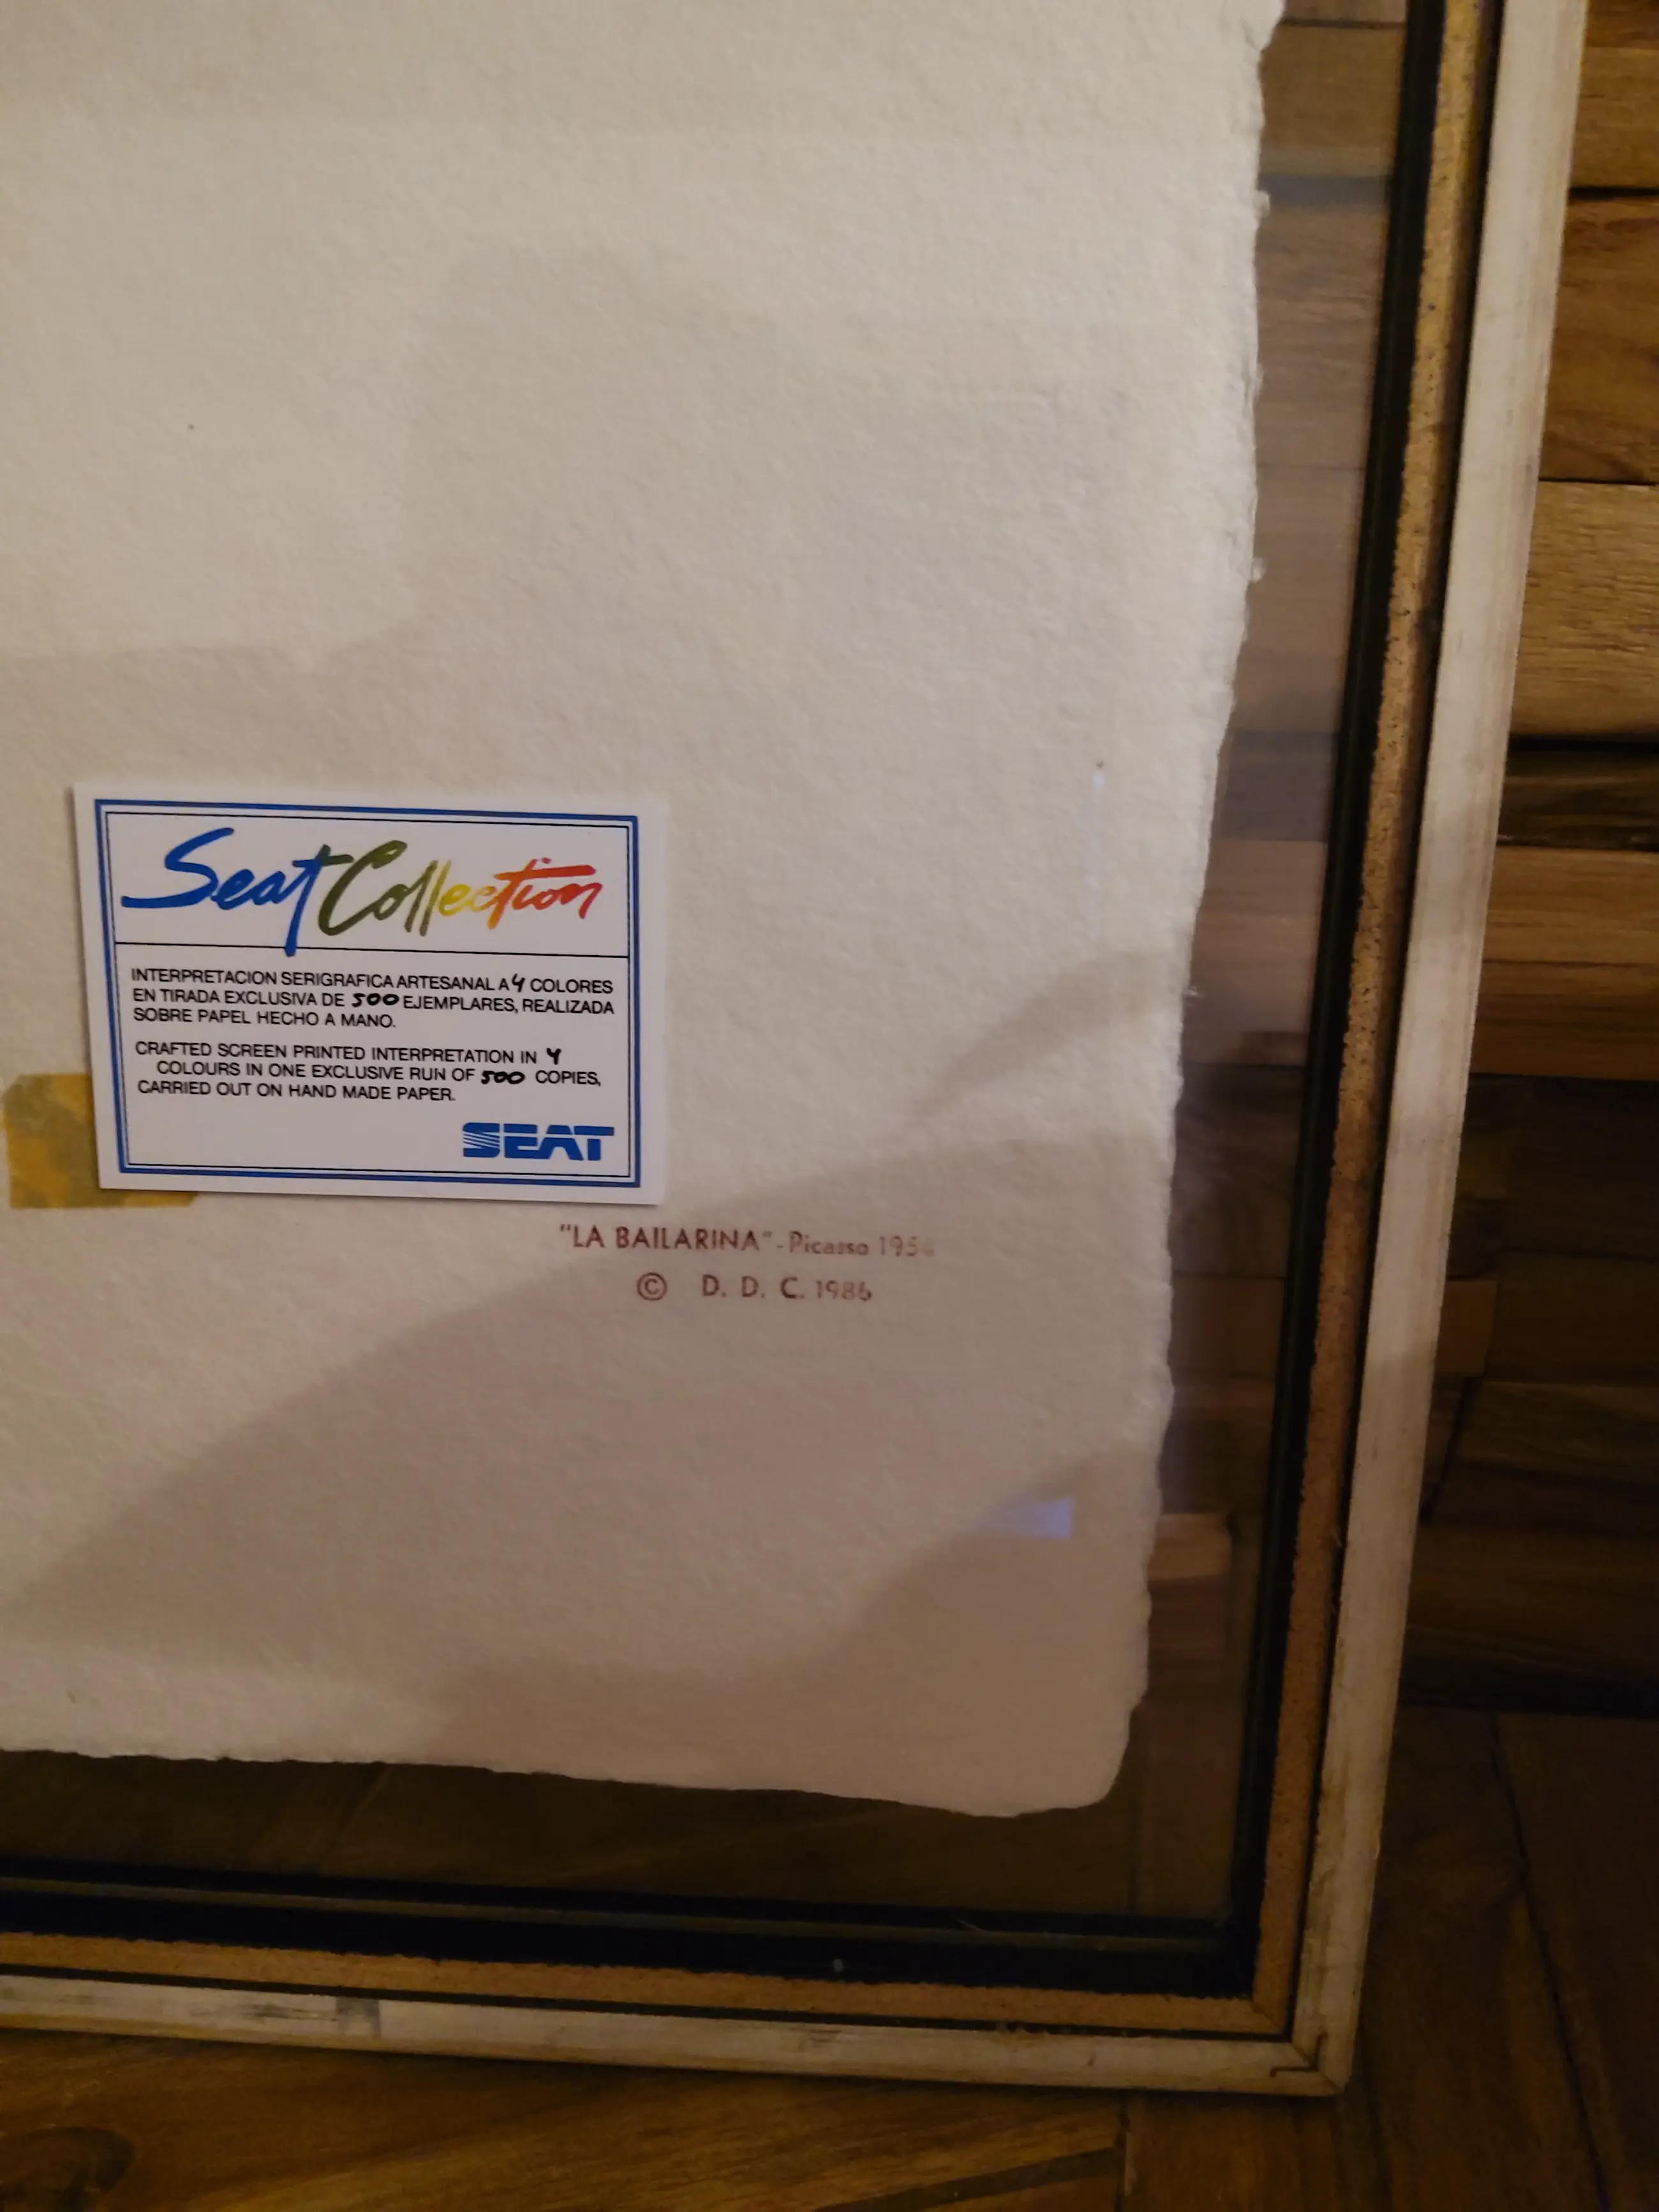 Seat Collection
INTERPRETACION SERIGRAFICA ARTESANAL A 4 COLORES
EN TIRADA EXCLUSIVA DE 500 EJEMPLARES, REALIZADA
SOBRE PAPEL HECHO A MANO.
CRAFTED SCREEN PRINTED INTERPRETATION IN 4
COLOURS IN ONE EXCLUSIVE RUN OF 500 COPIES,
CARRIED OUT ON HAND MADE PAPER.
SEAT
"LA BAILARINA" - Picasso 1954
© D. D. C. 1986